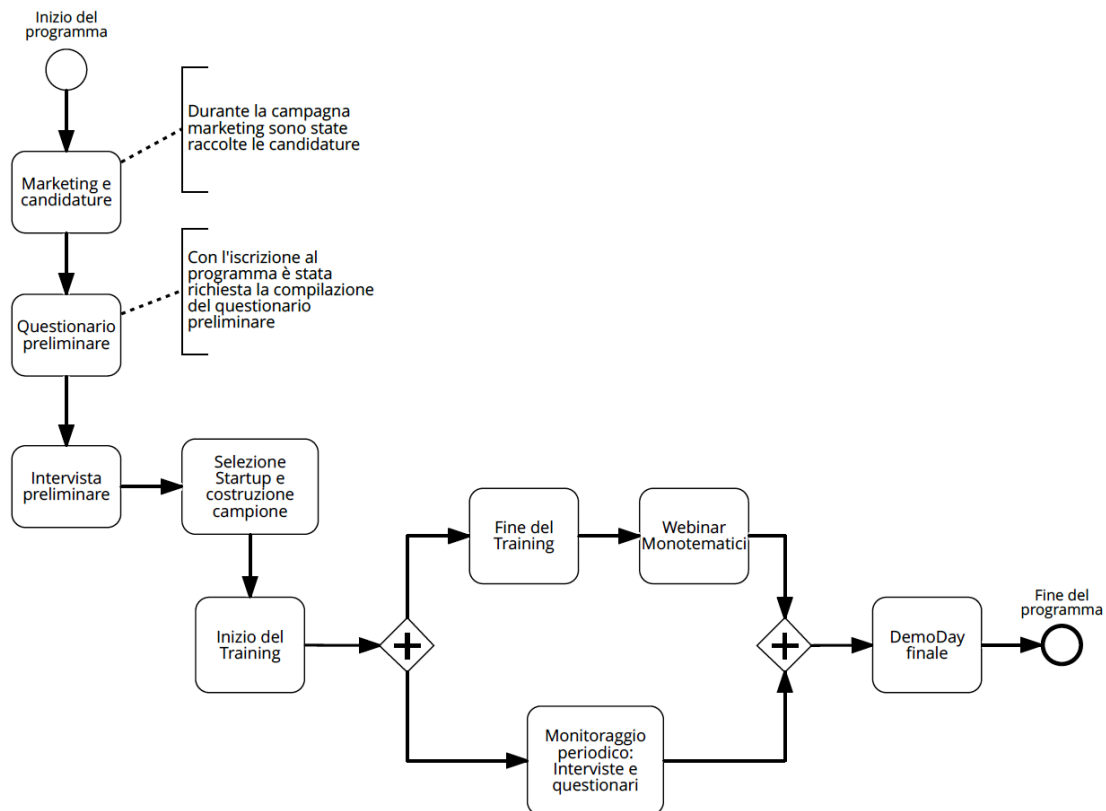 Inizio del
programma
Durante la campagna
marketing sono state
raccolte le candidature
Marketing e
candidature
Con l'iscrizione al
programma è stata
richiesta la compilazione
del questionario
preliminare
Questionario
preliminare
Intervista
preliminare
Selezione
Startup e
costruzione
campione
Inizio del
Training
Fine del
Training
Webinar
Monotematici
Monitoraggio
periodico:
Interviste e
questionari
DemoDay
finale
Fine del
programma